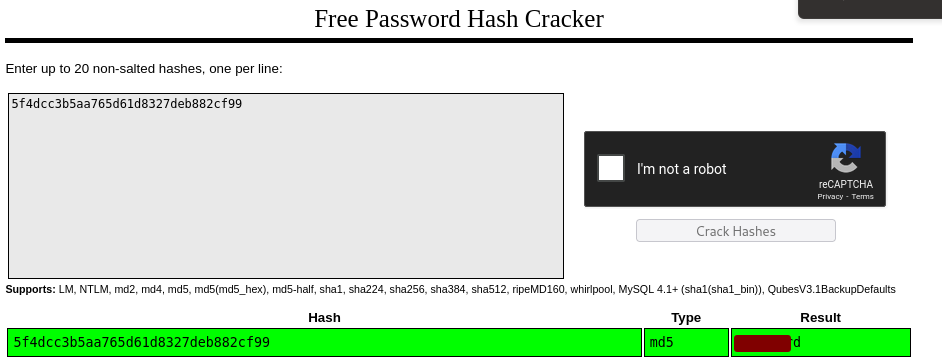 Free Password Hash Cracker
Enter up to 20 non-salted hashes, one per line:
5f4dcc3b5aa765d61d8327deb882cf99
I'm not a robot
reCAPTCHA
Privacy - Terms
Crack Hashes
Supports: LM, NTLM, md2, md4, md5, md5(md5_hex), md5-half, sha1, sha224, sha256, sha384, sha512, ripeMD160, whirlpool, MySQL 4.1+ (sha1(sha1_bin)), QubesV3.1BackupDefaults
Hash Type Result
5f4dcc3b5aa765d61d8327deb882cf99 md5